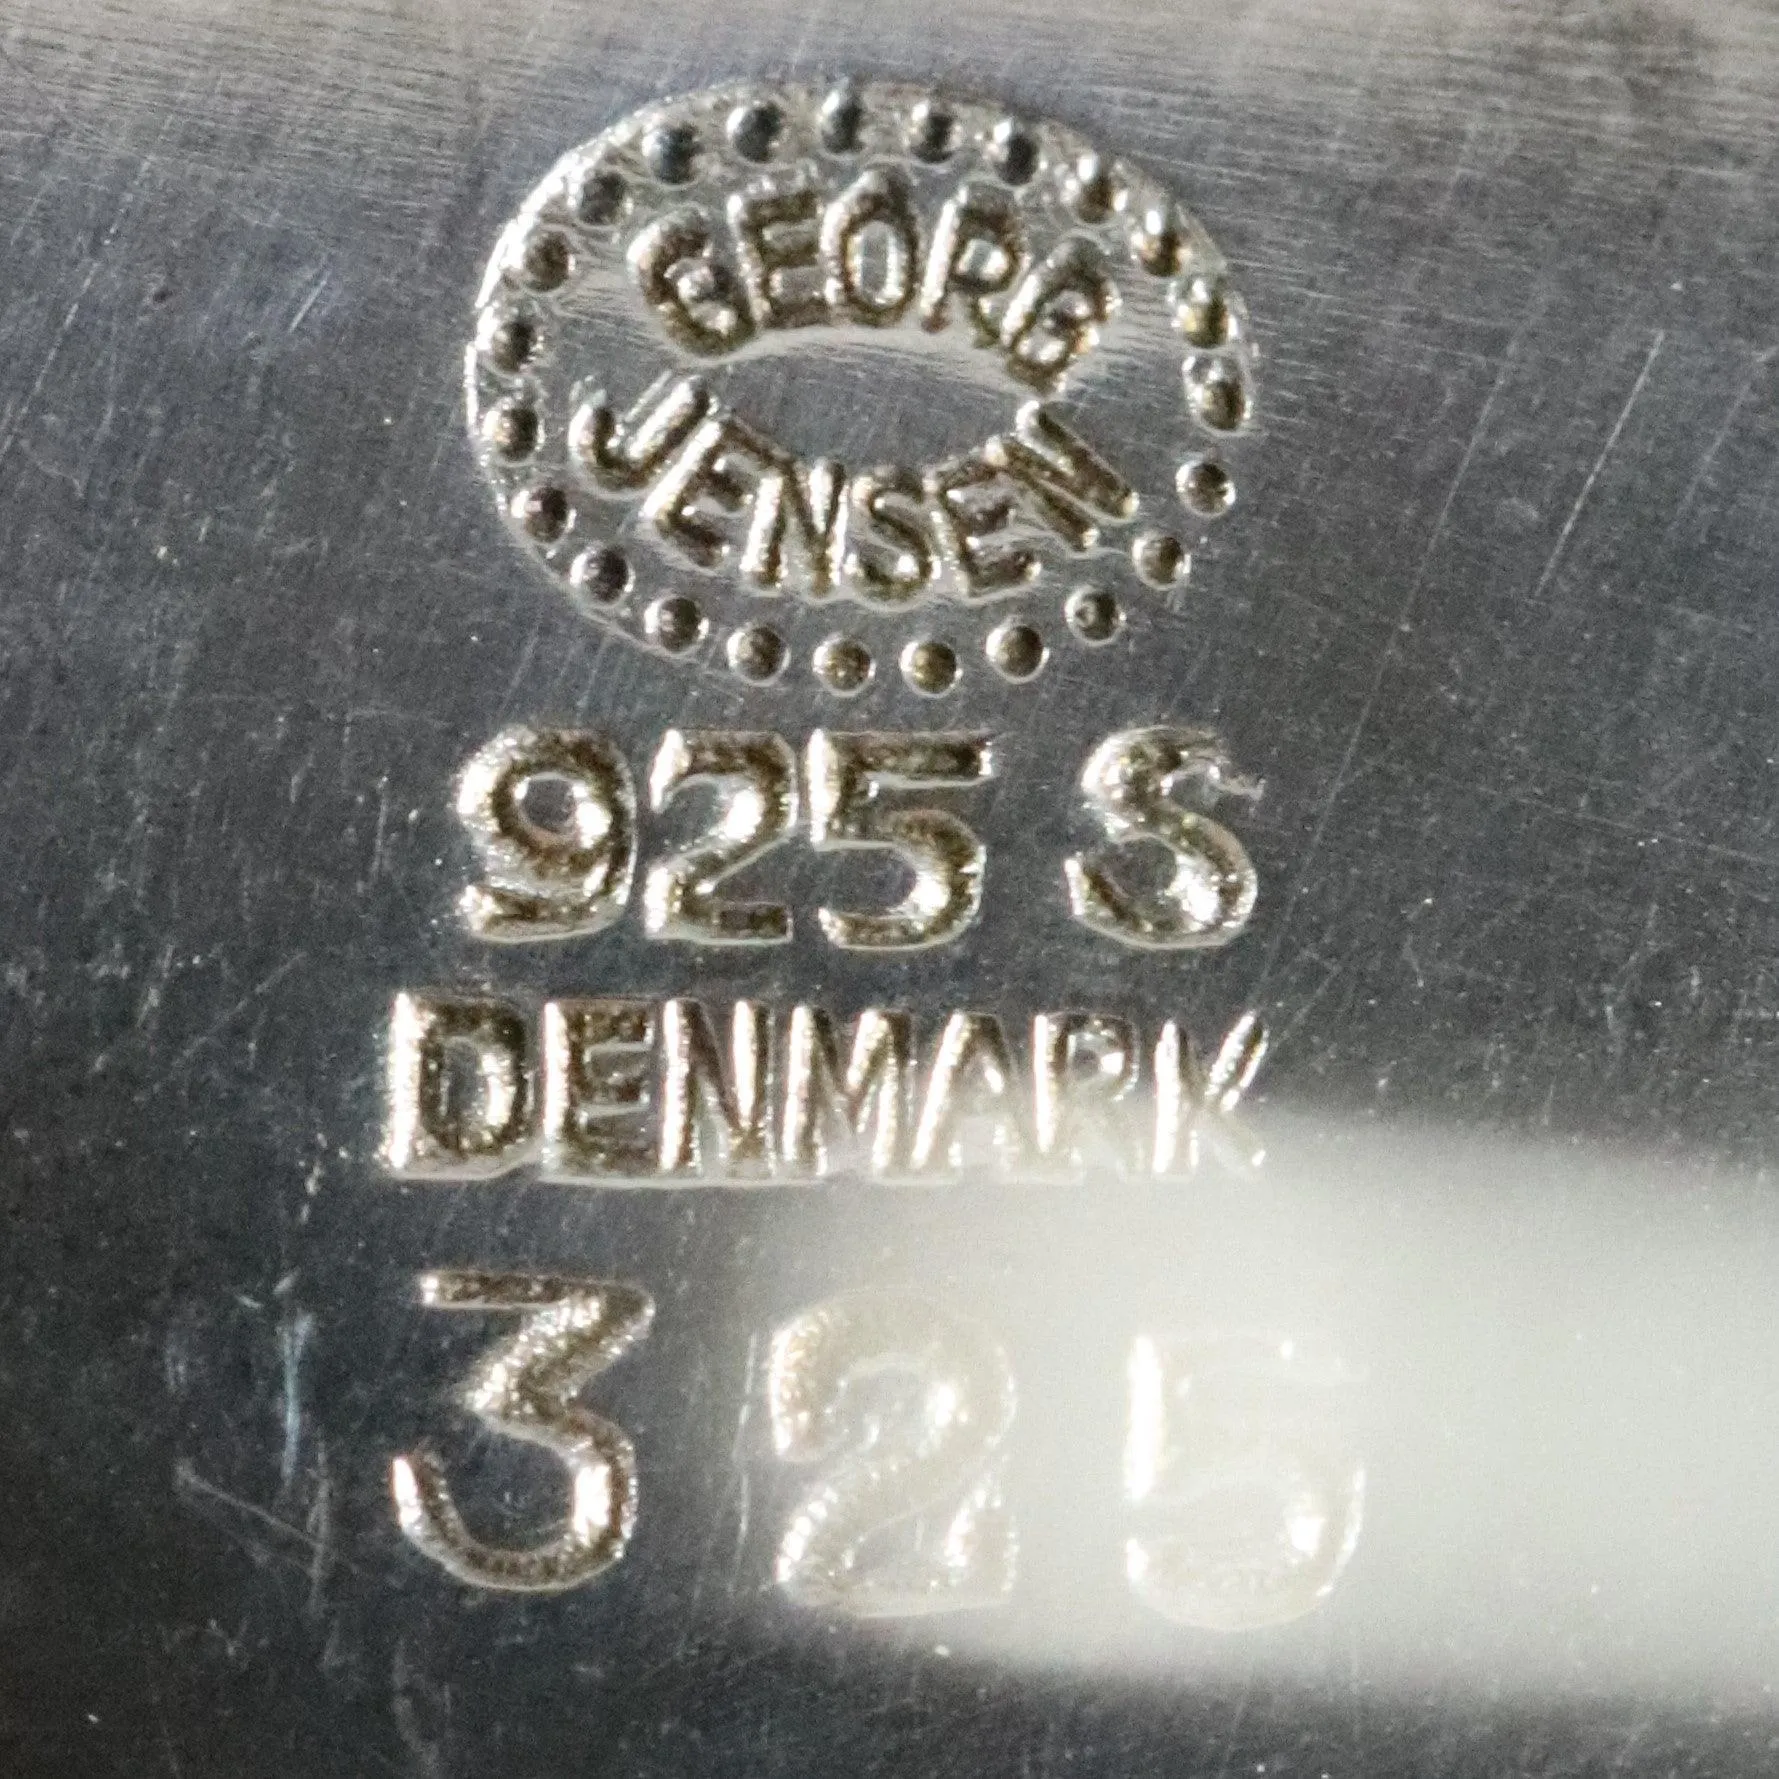 GEORG
JENSEN
925 S
DENMARK
325